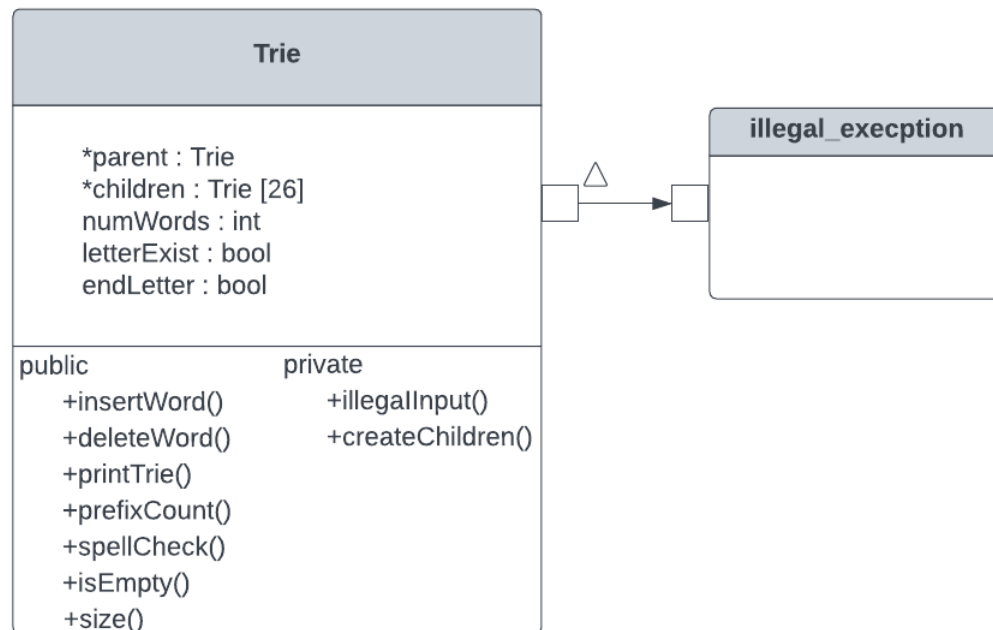 Trie
*parent : Trie
*children : Trie [26]
numWords : int
letterExist : bool
endLetter : bool
public
+insertWord()
+deleteWord()
+printTrie()
+prefixCount()
+spellCheck()
+isEmpty()
+size()
private
+illegalInput()
+createChildren()
illegal_execption